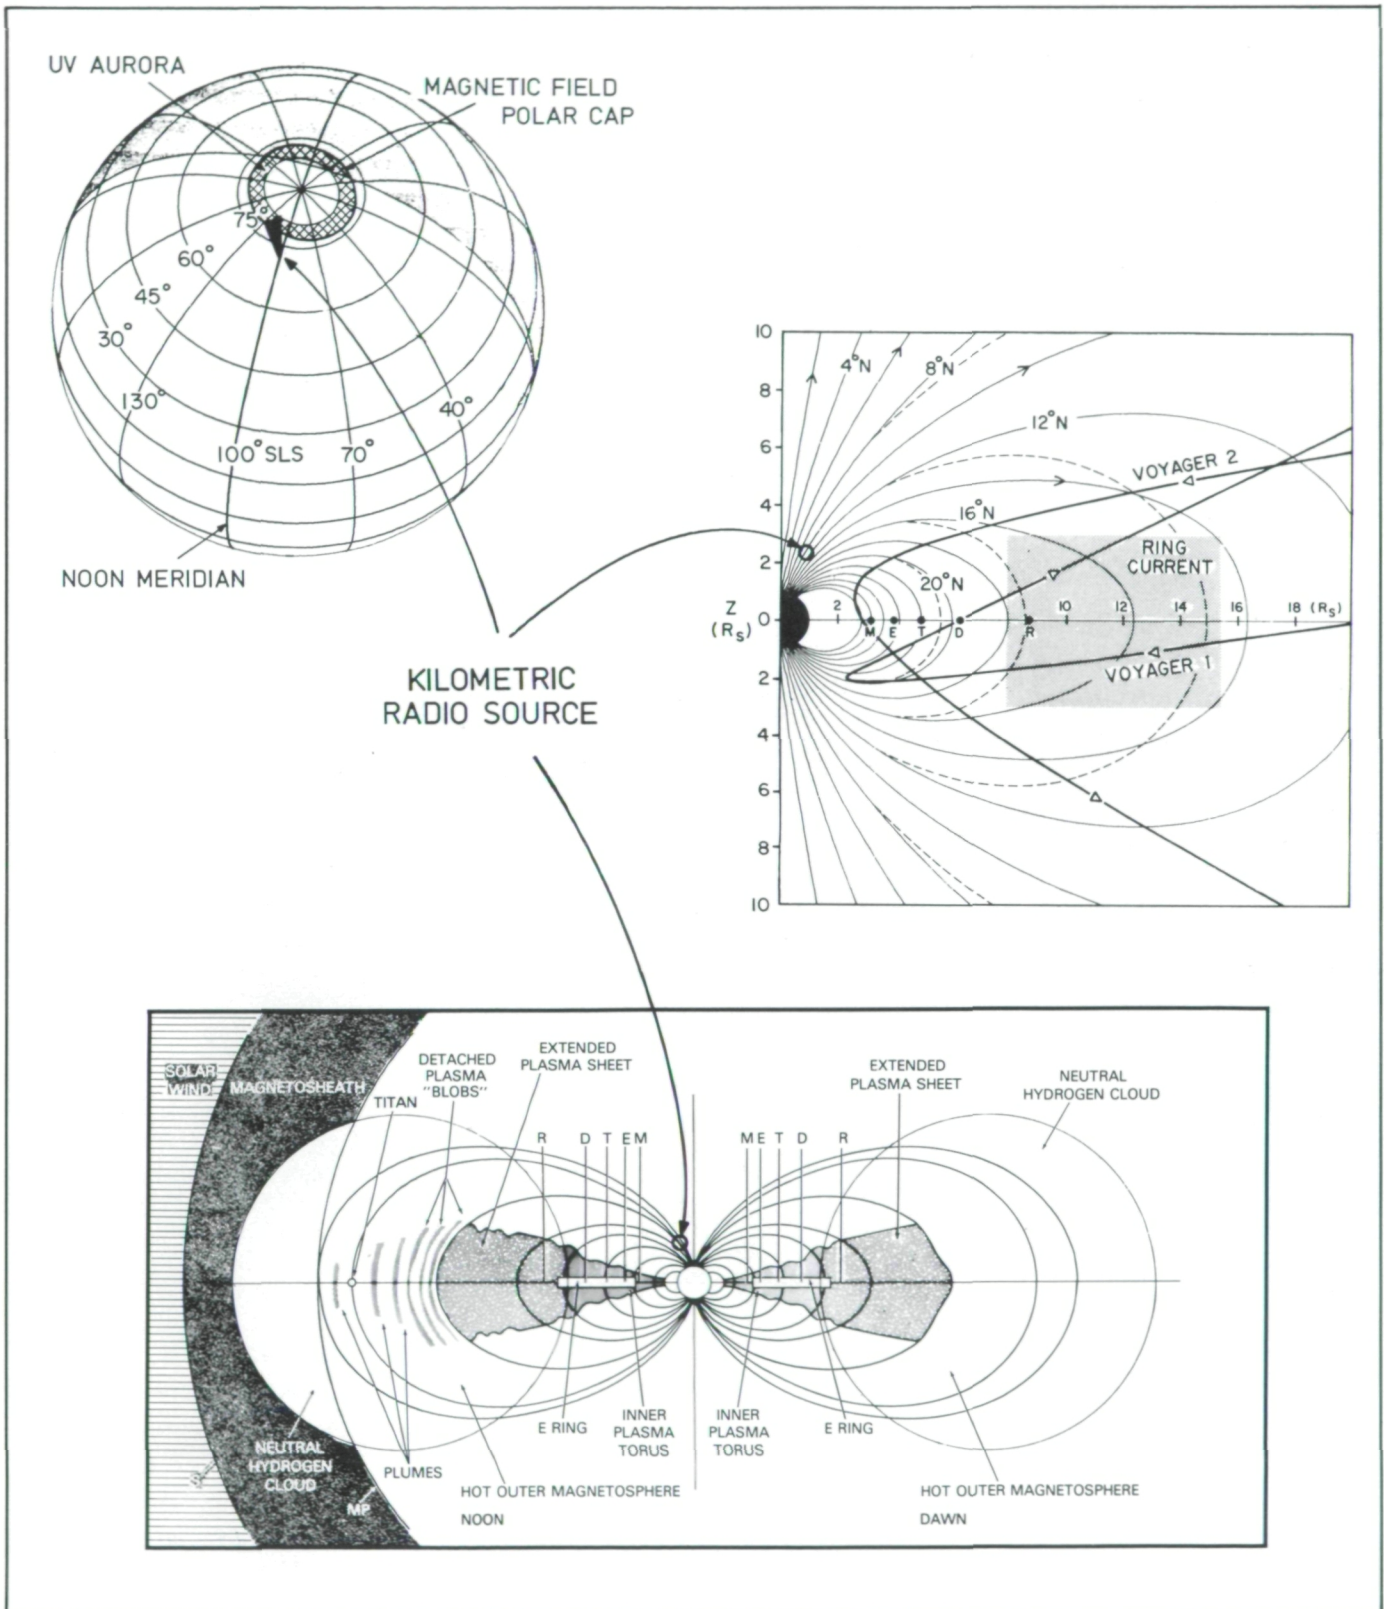 UV AURORA
MAGNETIC FIELD
POLAR CAP
75°
60°
45°
30°
130°
100° SLS
70°
40°
NOON MERIDIAN
KILOMETRIC
RADIO SOURCE
10
8
6
4
2
Z
0
(Rs)
2
4
6
8
10
4°N
8°N
12°N
16°N
20°N
VOYAGER 2
RING
CURRENT
2
10
12
14
16
18 (Rs)
M
E
T
D
R
VOYAGER 1
SOLAR
WIND
MAGNETOSHEATH
TITAN
DETACHED
PLASMA
"BLOBS"
EXTENDED
PLASMA SHEET
R D T E M
M E T D R
EXTENDED
PLASMA SHEET
NEUTRAL
HYDROGEN CLOUD
NEUTRAL
HYDROGEN
CLOUD
MP
PLUMES
E RING
INNER
PLASMA
TORUS
INNER
PLASMA
TORUS
E RING
HOT OUTER MAGNETOSPHERE
NOON
HOT OUTER MAGNETOSPHERE
DAWN